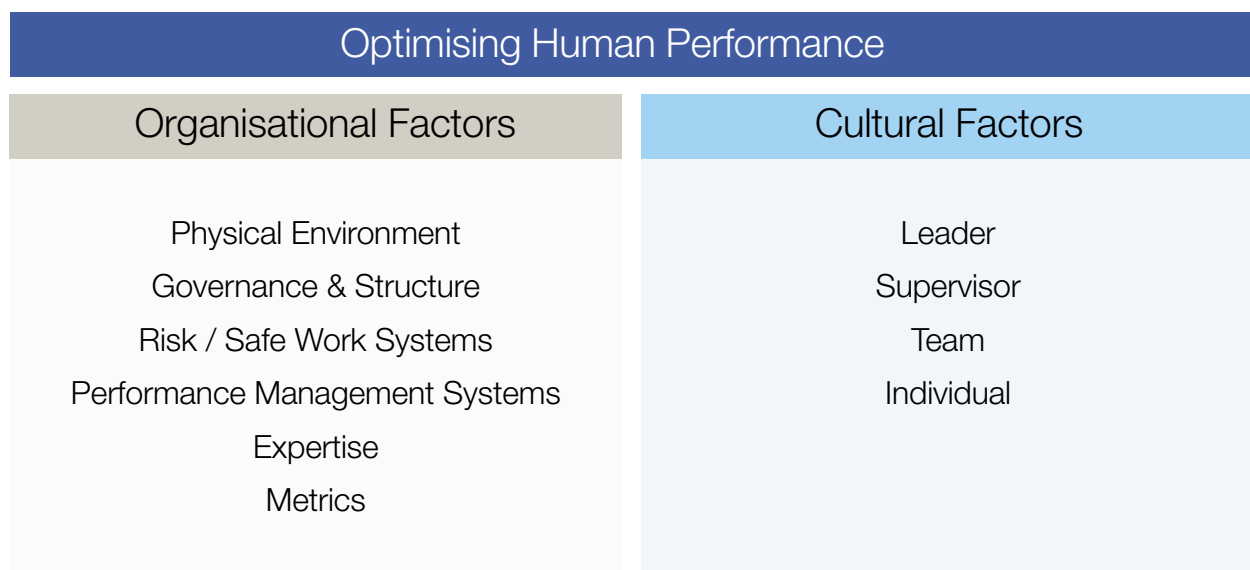 Optimising Human Performance
Organisational Factors
Physical Environment
Governance & Structure
Risk / Safe Work Systems
Performance Management Systems
Expertise
Metrics
Cultural Factors
Leader
Supervisor
Team
Individual